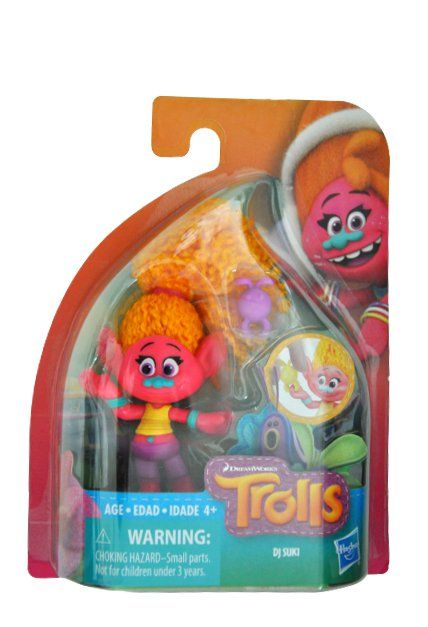 DREAMWORKS
Trolls
AGE • EDAD • IDADE 4+
WARNING:
CHOKING HAZARD–Small parts.
Not for children under 3 years.
DJ SUKI
Hasbro